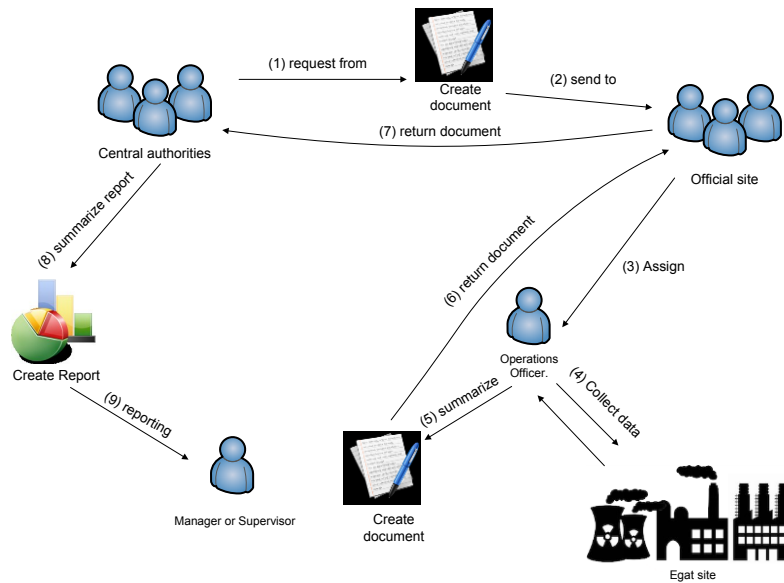 (1) request from
Create
document
(2) send to
(7) return document
Central authorities
Official site
(8) summarize report
(6) return document
(3) Assign
Operations
Officer.
Create Report
(5) summarize
(4) Collect data
(9) reporting
Manager or Supervisor
Create
document
Egat site